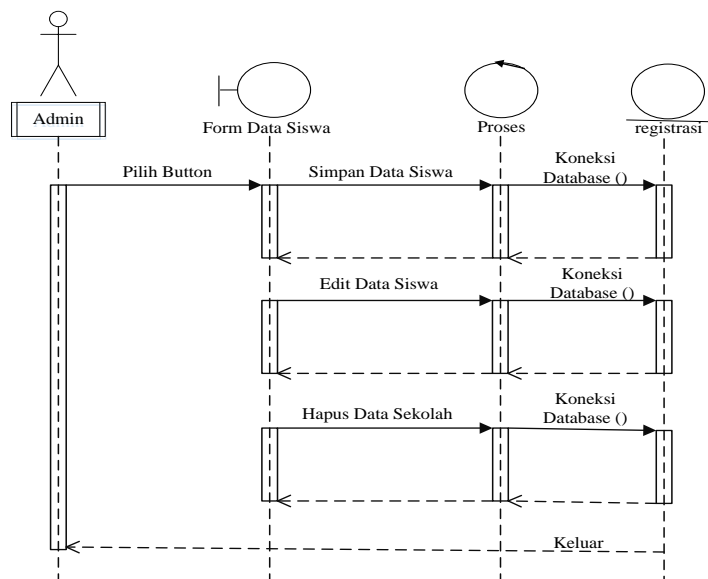 Admin
Form Data Siswa
Proses
registrasi
Pilih Button
Simpan Data Siswa
Koneksi
Database ()
Edit Data Siswa
Koneksi
Database ()
Hapus Data Sekolah
Koneksi
Database ()
Keluar